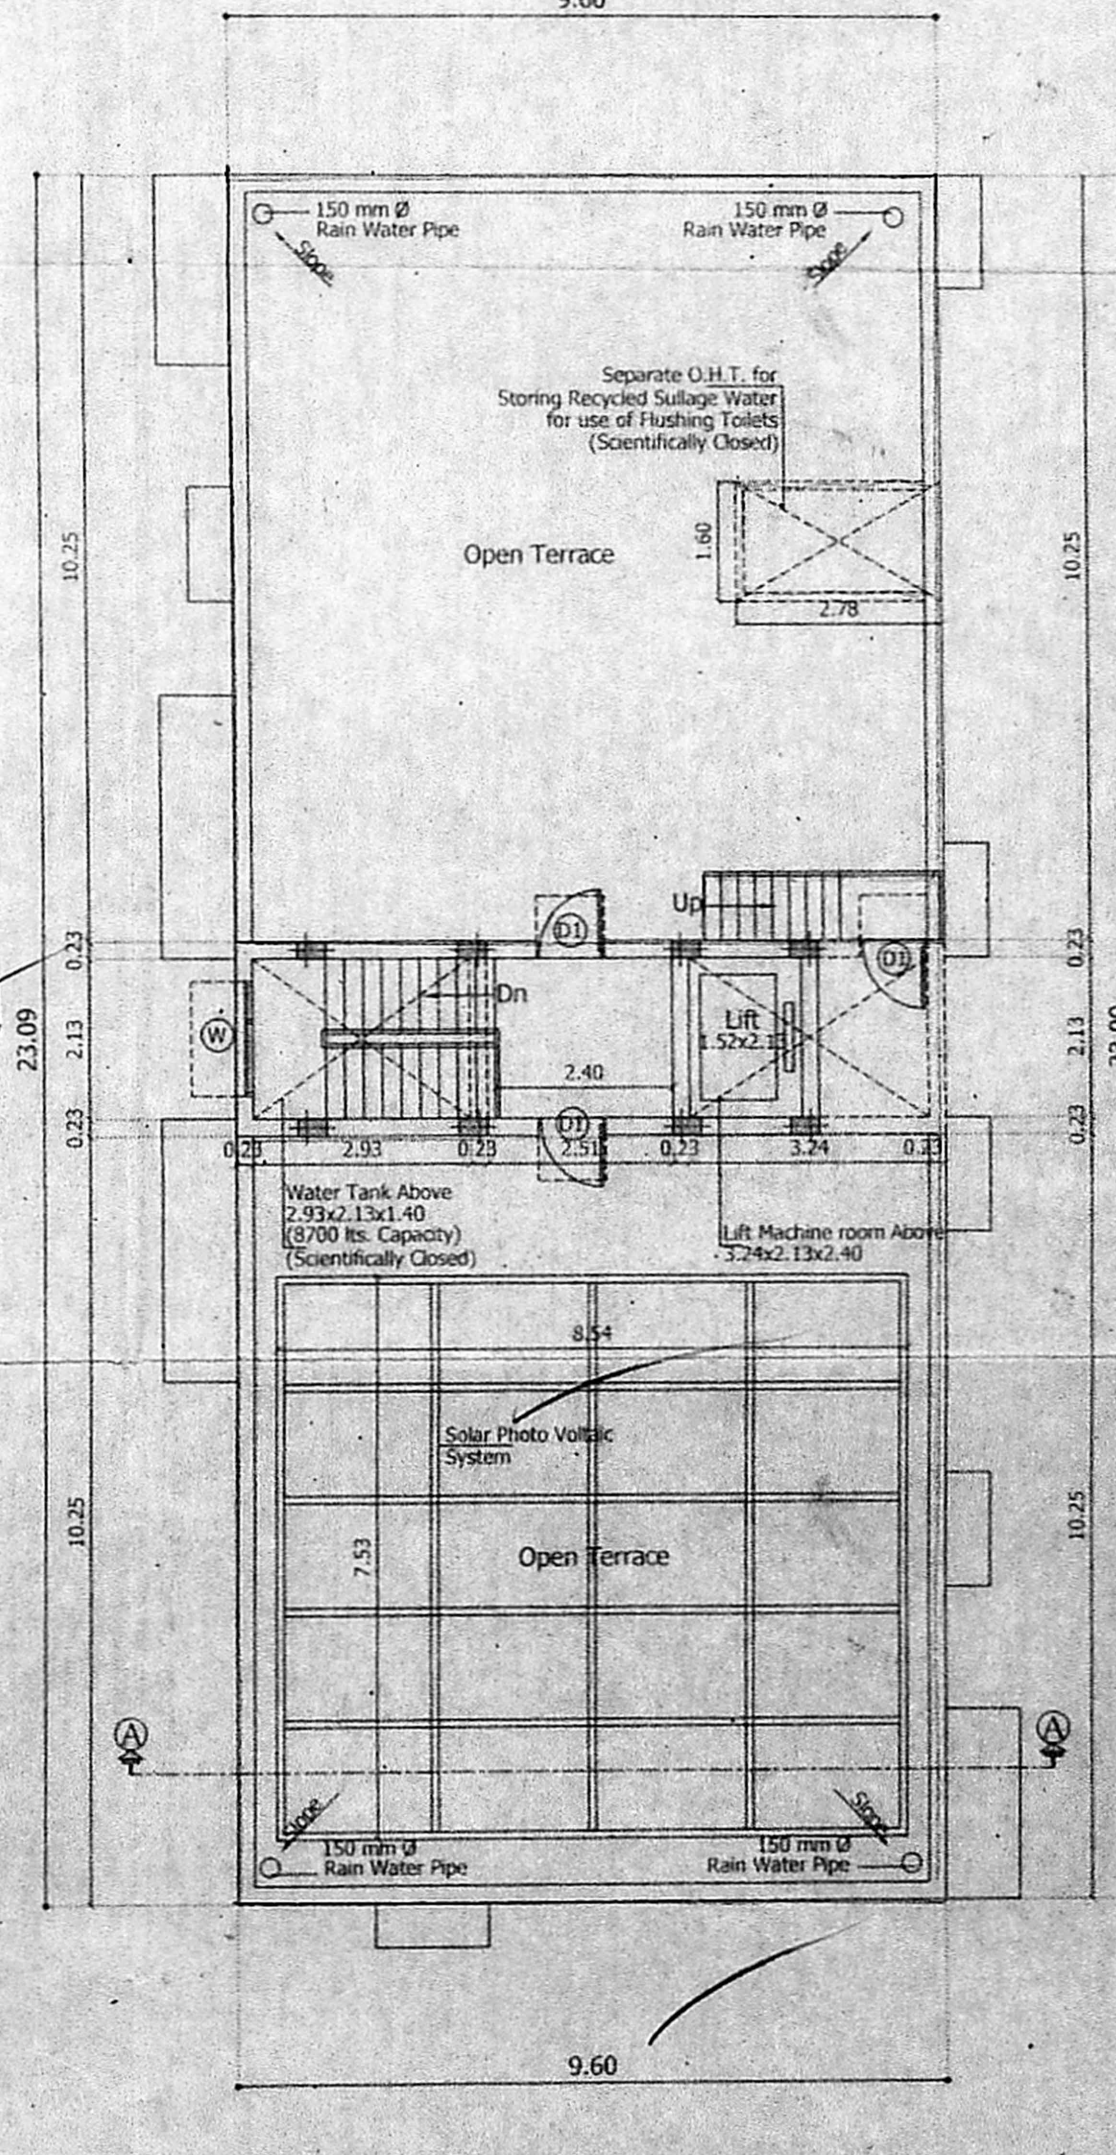 9.60
150 mm Ø
Rain Water Pipe
Slope
150 mm Ø
Rain Water Pipe
Slope
Separate O.H.T. for
Storing Recycled Sullage Water
for use of Flushing Toilets
(Scientifically Closed)
1.60
2.78
Open Terrace
10.25
10.25
Up
D1
D1
0.23
0.23
Dn
W
Lift
1.52x2.13
23.09
2.13
2.13
2.40
0.23
D1
0.23
0.23
2.93
0.23
2.51
0.23
3.24
0.23
Water Tank Above
2.93x2.13x1.40
(8700 lts. Capacity)
(Scientifically Closed)
Lift Machine room Above
3.24x2.13x2.40
8.54
Solar Photo Voltaic
System
10.25
7.53
Open Terrace
10.25
A
A
Slope
150 mm Ø
Rain Water Pipe
Slope
150 mm Ø
Rain Water Pipe
9.60